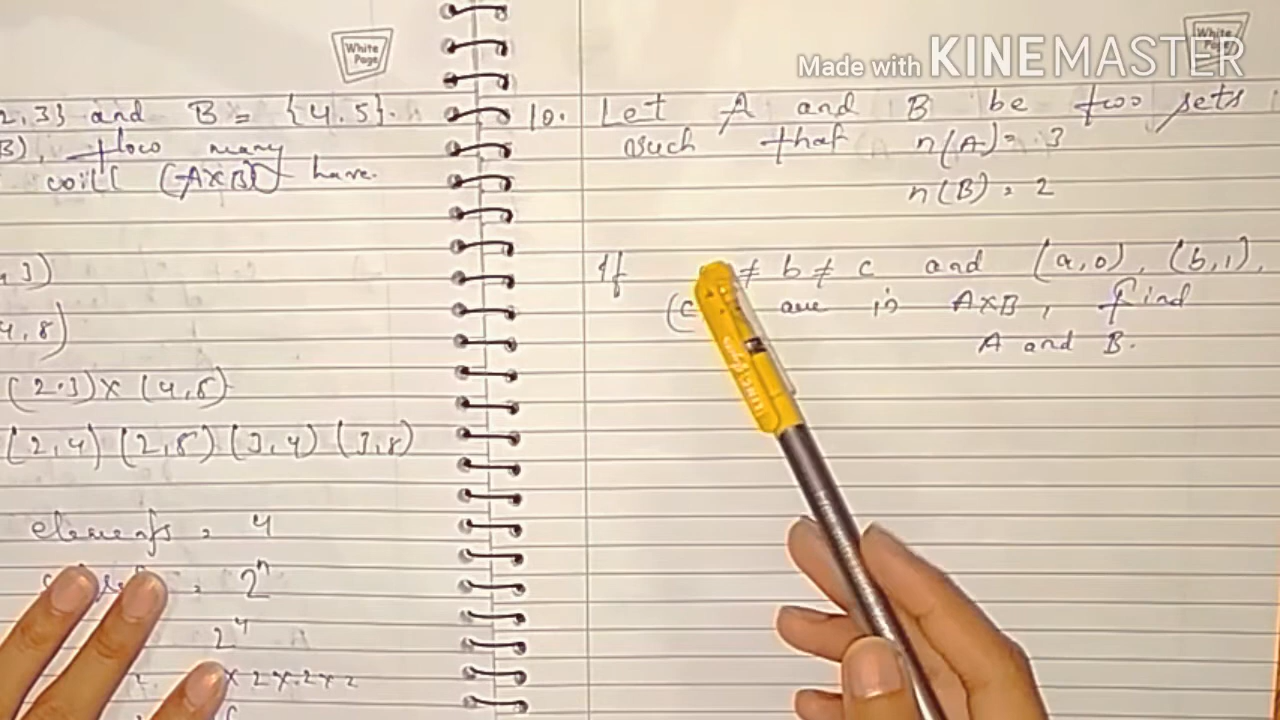 White
Page
Made with KINEMASTER
2,3} and B = {4.5}.
B), How many
will (A×B) have.
,3)
4,8)
(2.3)× (4,8)
(2,4) (2,8) (3,4) (3,8)
elements, 4
2ⁿ
2⁴
×2×2×2
10. Let A and B be two sets
such that n(A)= 3
n(B) = 2
If ≠ b ≠ c and (a,0), (b,1),
(c are in A×B, find
A and B.